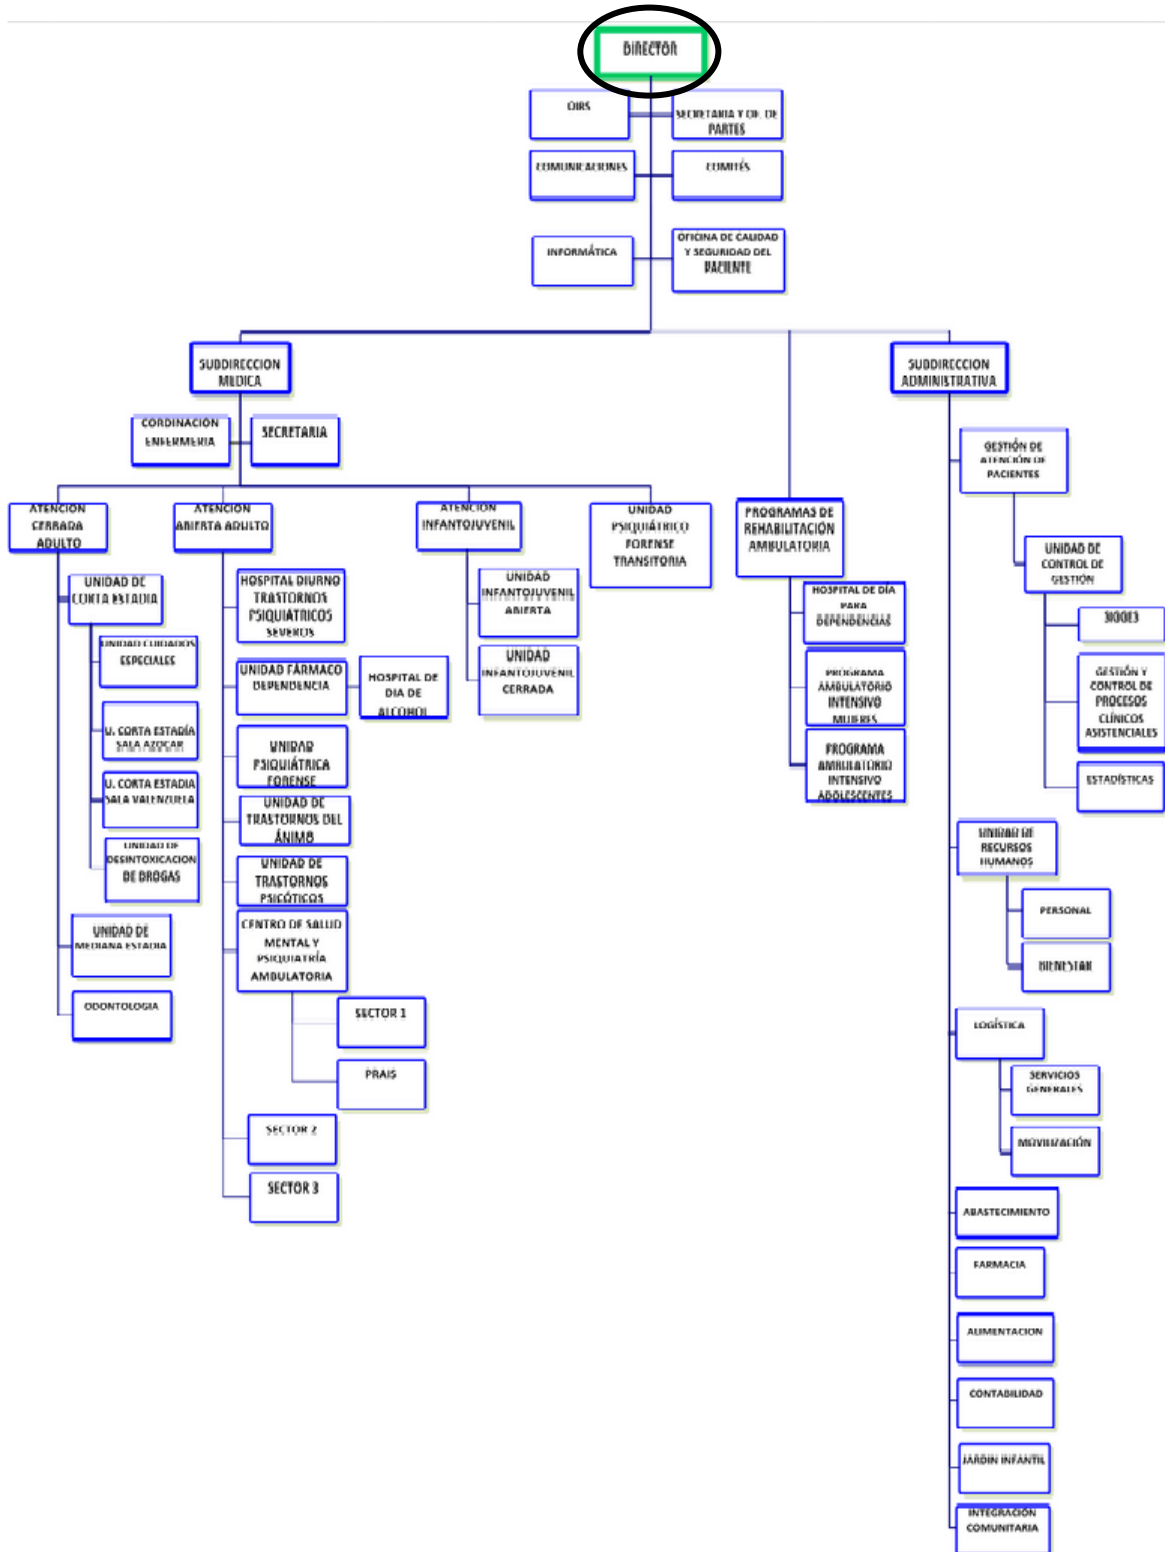 DIRECTOR
OIRS
SECRETARIA Y OF. DE
PARTES
COMUNICACIONES
COMITÉS
INFORMÁTICA
OFICINA DE CALIDAD
Y SEGURIDAD DEL
PACIENTE
SUBDIRECCION
MEDICA
SUBDIRECCION
ADMINISTRATIVA
CORDINACIÓN
ENFERMERIA
SECRETARIA
ATENCION
CERRADA
ADULTO
UNIDAD DE
CORTA ESTADIA
UNIDAD CUIDADOS
ESPECIALES
U. CORTA ESTADÍA
SALA AZOCAR
U. CORTA ESTADIA
SALA VALENZUELA
UNIDAD DE
DESINTOXICACION
DE DROGAS
UNIDAD DE
MEDIANA ESTADIA
ODONTOLOGIA
ATENCION
ABIERTA ADULTO
HOSPITAL DIURNO
TRASTORNOS
PSIQUIÁTRICOS
SEVEROS
UNIDAD FÁRMACO
DEPENDENCIA
HOSPITAL DE
DIA DE
ALCOHOL
UNIDAD
PSIQUIÁTRICA
FORENSE
UNIDAD DE
TRASTORNOS DEL
ÁNIMO
UNIDAD DE
TRASTORNOS
PSICÓTICOS
CENTRO DE SALUD
MENTAL Y
PSIQUIATRÍA
AMBULATORIA
SECTOR 1
PRAIS
SECTOR 2
SECTOR 3
ATENCION
INFANTOJUVENIL
UNIDAD
INFANTOJUVENIL
ABIERTA
UNIDAD
INFANTOJUVENIL
CERRADA
UNIDAD
PSIQUIÁTRICO
FORENSE
TRANSITORIA
PROGRAMAS DE
REHABILITACIÓN
AMBULATORIA
HOSPITAL DE DÍA
PARA
DEPENDENCIAS
PROGRAMA
AMBULATORIO
INTENSIVO
MUJERES
PROGRAMA
AMBULATORIO
INTENSIVO
ADOLESCENTES
GESTIÓN DE
ATENCIÓN DE
PACIENTES
UNIDAD DE
CONTROL DE
GESTIÓN
GESTIÓN Y
CONTROL DE
PROCESOS
CLÍNICOS
ASISTENCIALES
ESTADÍSTICAS
UNIDAD DE
RECURSOS
HUMANOS
PERSONAL
BIENESTAR
LOGÍSTICA
SERVICIOS
GENERALES
MOVILIZACIÓN
ABASTECIMIENTO
FARMACIA
ALIMENTACION
CONTABILIDAD
JARDIN INFANTIL
INTEGRACIÓN
COMUNITARIA